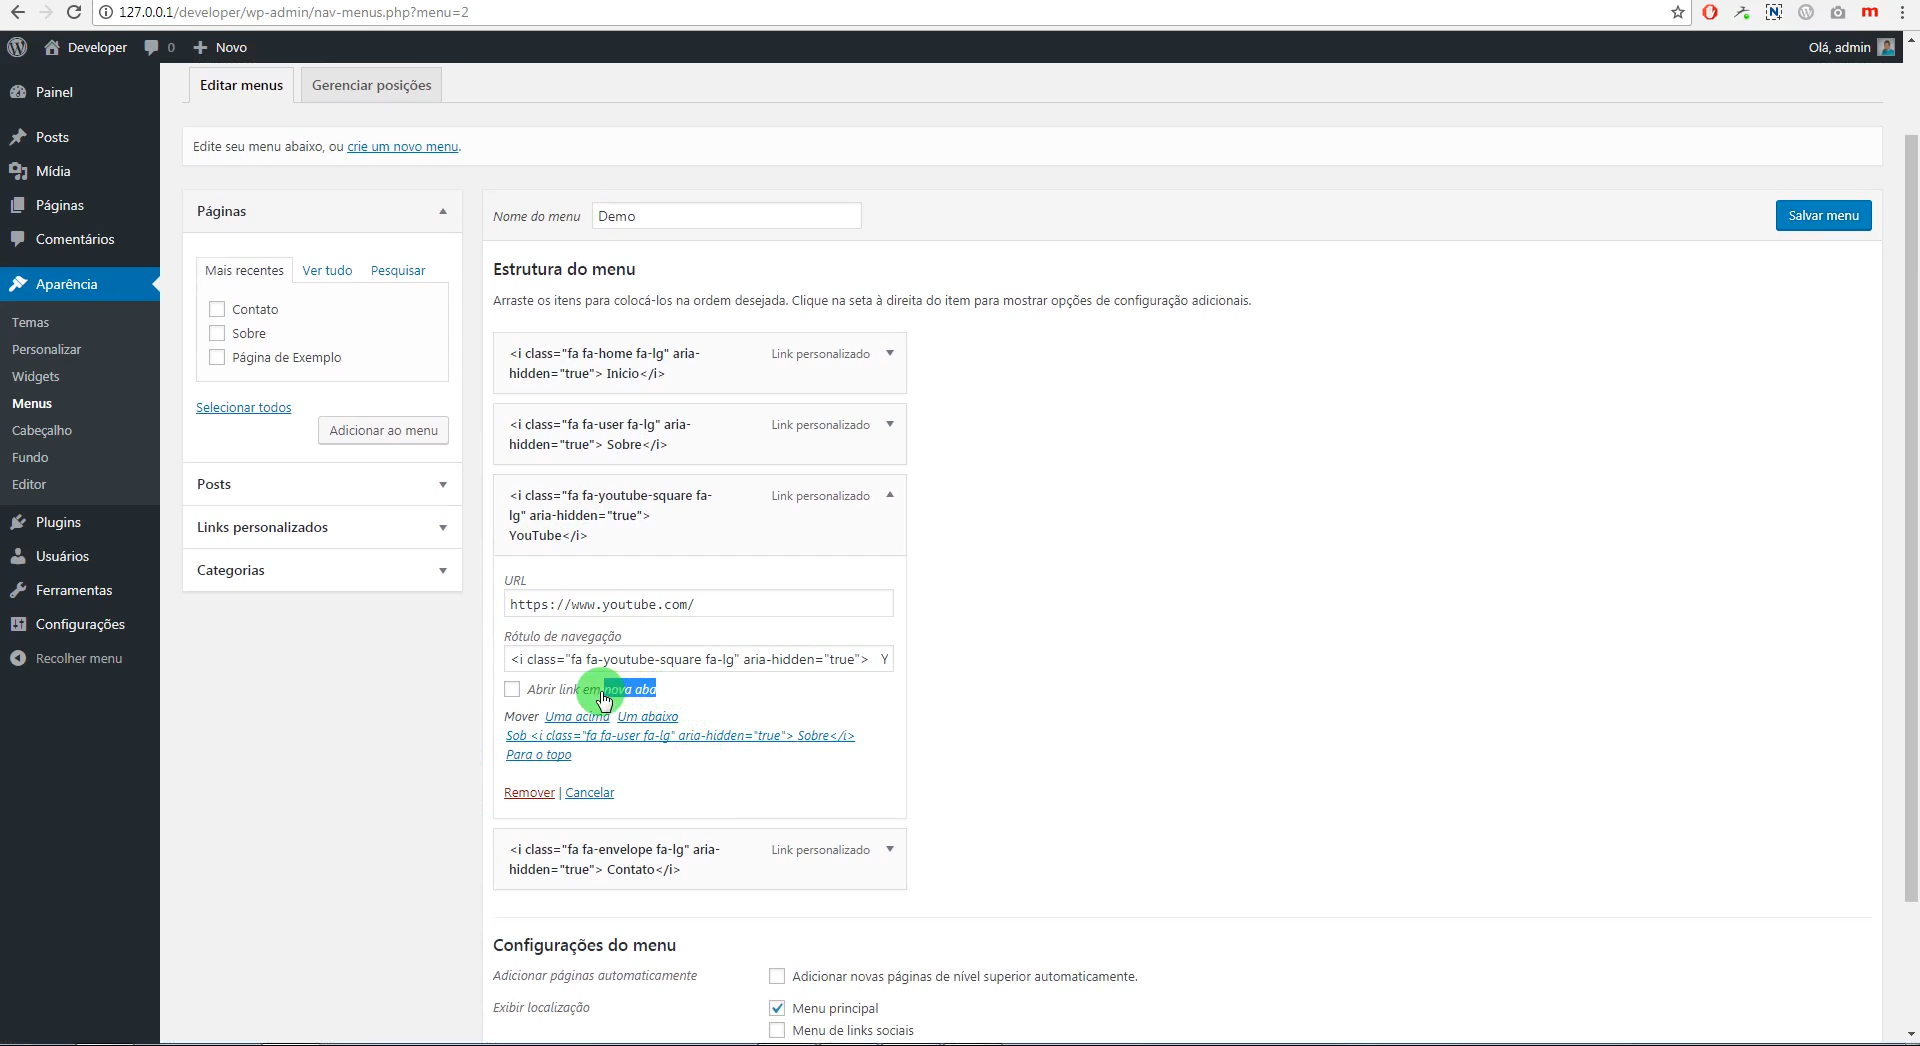 127.0.0.1/developer/wp-admin/nav-menus.php?menu=2
Developer 0 Novo Olá, admin
Painel
Posts
Mídia
Páginas
Comentários
Aparência
Temas
Personalizar
Widgets
Menus
Cabeçalho
Fundo
Editor
Plugins
Usuários
Ferramentas
Configurações
Recolher menu
Editar menus Gerenciar posições
Edite seu menu abaixo, ou crie um novo menu.
Páginas
Mais recentes Ver tudo Pesquisar
Contato
Sobre
Página de Exemplo
Selecionar todos
Adicionar ao menu
Posts
Links personalizados
Categorias
Nome do menu Demo Salvar menu
Estrutura do menu
Arraste os itens para colocá-los na ordem desejada. Clique na seta à direita do item para mostrar opções de configuração adicionais.
<i class="fa fa-home fa-lg" aria- Link personalizado
hidden="true"> Inicio</i>
<i class="fa fa-user fa-lg" aria- Link personalizado
hidden="true"> Sobre</i>
<i class="fa fa-youtube-square fa- Link personalizado
lg" aria-hidden="true">
YouTube</i>
URL
https://www.youtube.com/
Rótulo de navegação
<i class="fa fa-youtube-square fa-lg" aria-hidden="true"> Y
Abrir link em nova aba
Mover Uma acima Um abaixo
Sob <i class="fa fa-user fa-lg" aria-hidden="true"> Sobre</i>
Para o topo
Remover | Cancelar
<i class="fa fa-envelope fa-lg" aria- Link personalizado
hidden="true"> Contato</i>
Configurações do menu
Adicionar páginas automaticamente Adicionar novas páginas de nível superior automaticamente.
Exibir localização Menu principal
Menu de links sociais